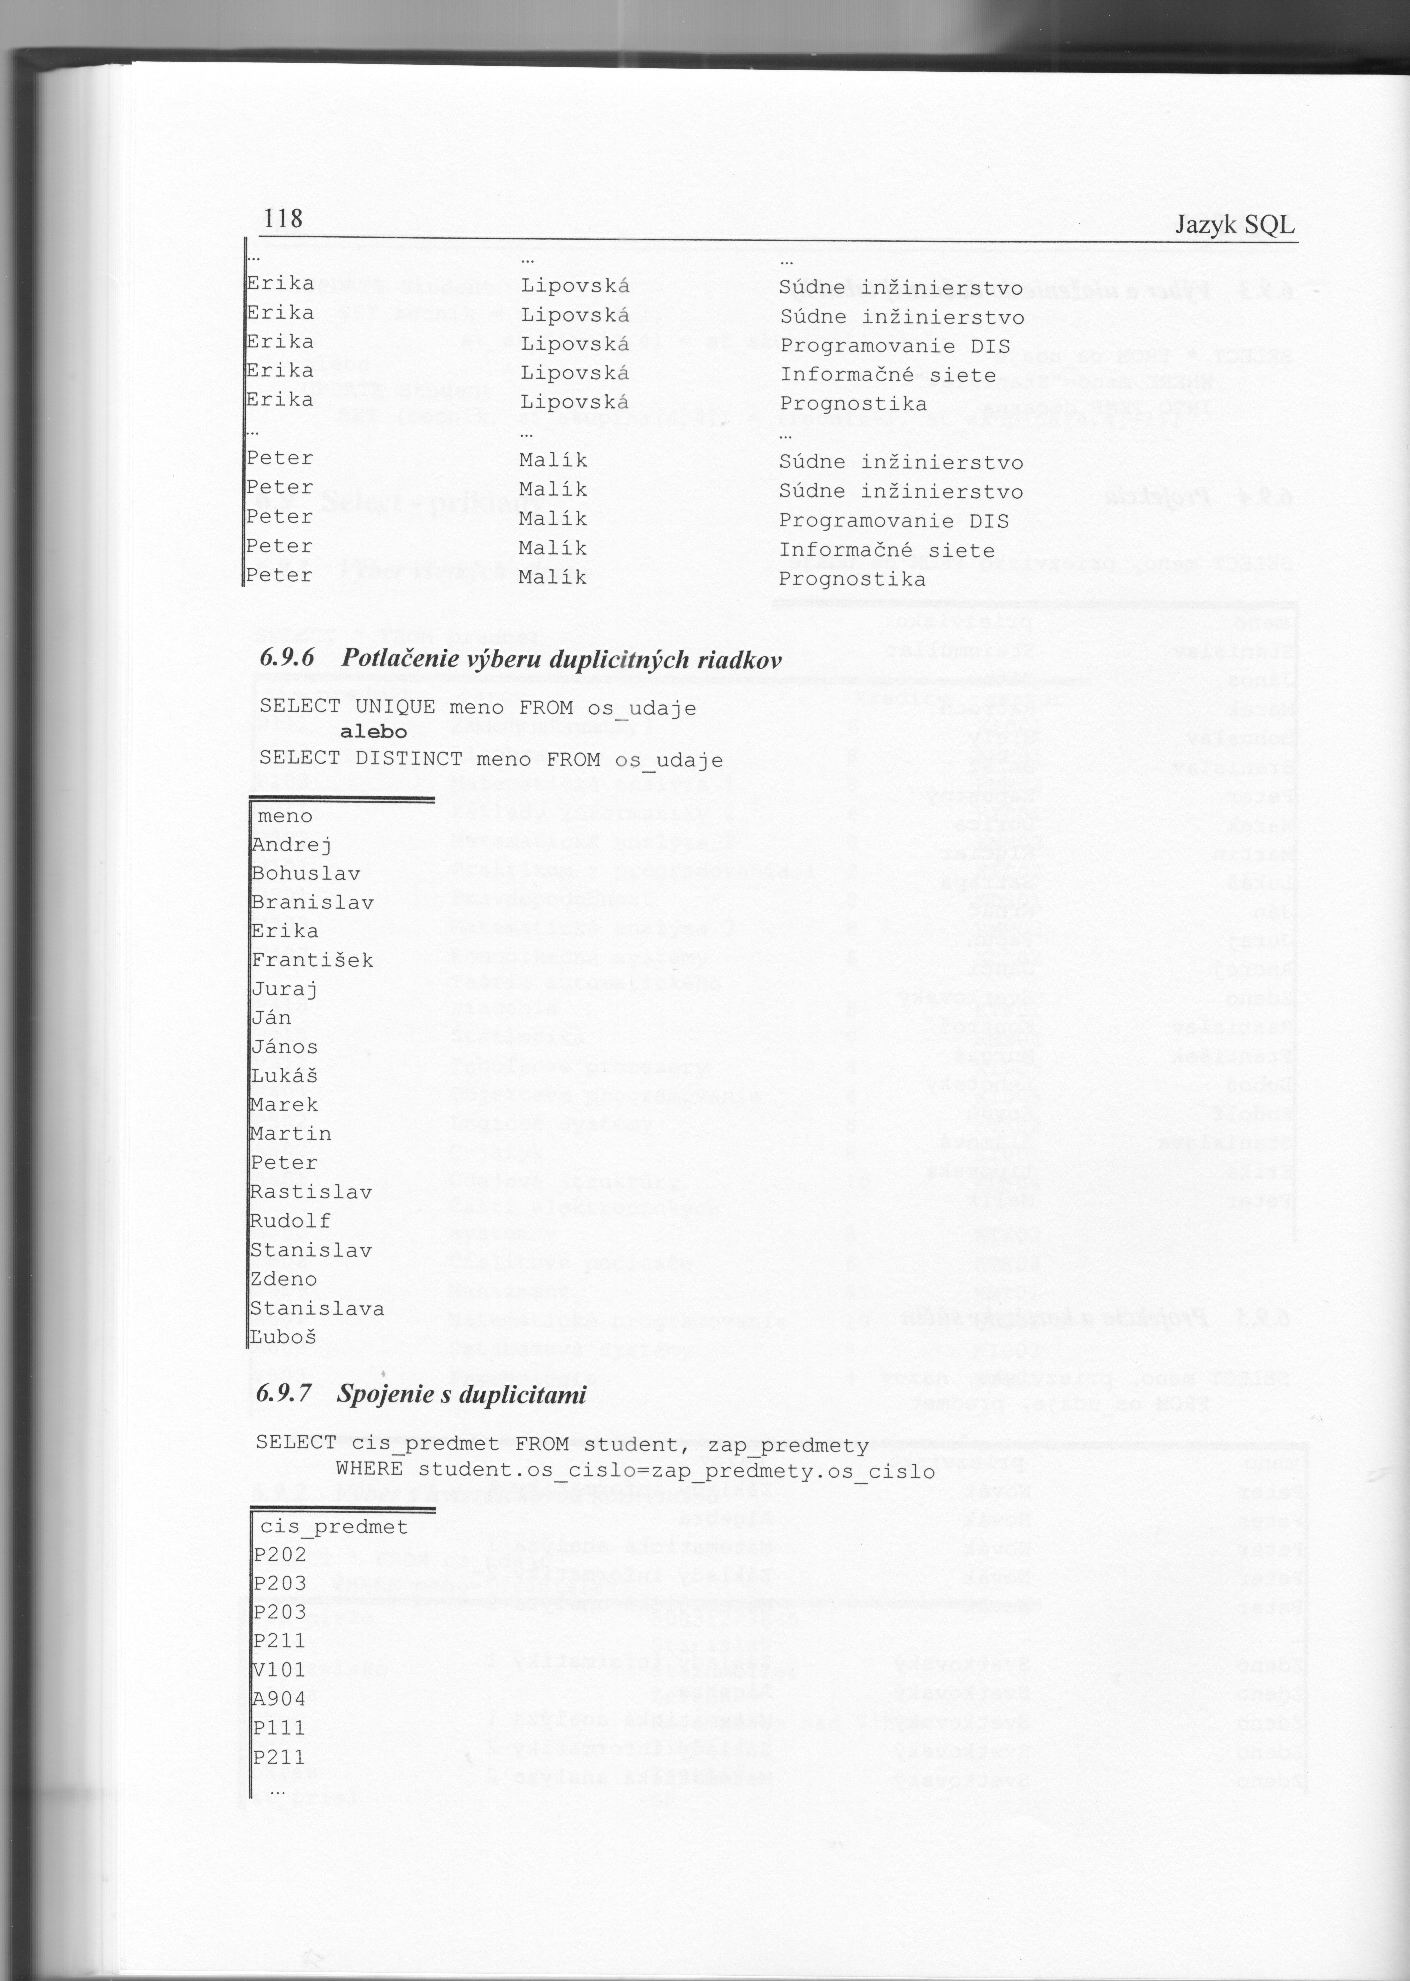 118 Jazyk SQL
... ... ...
Erika Lipovská Súdne inžinierstvo
Erika Lipovská Súdne inžinierstvo
Erika Lipovská Programovanie DIS
Erika Lipovská Informačné siete
Erika Lipovská Prognostika
... ... ...
Peter Malík Súdne inžinierstvo
Peter Malík Súdne inžinierstvo
Peter Malík Programovanie DIS
Peter Malík Informačné siete
Peter Malík Prognostika
6.9.6 Potlačenie výberu duplicitných riadkov
SELECT UNIQUE meno FROM os_udaje
alebo
SELECT DISTINCT meno FROM os_udaje
meno
Andrej
Bohuslav
Branislav
Erika
František
Juraj
Ján
János
Lukáš
Marek
Martin
Peter
Rastislav
Rudolf
Stanislav
Zdeno
Stanislava
Ľuboš
6.9.7 Spojenie s duplicitami
SELECT cis_predmet FROM student, zap_predmety
WHERE student.os_cislo=zap_predmety.os_cislo
cis_predmet
P202
P203
P203
P211
V101
A904
P111
P211
...